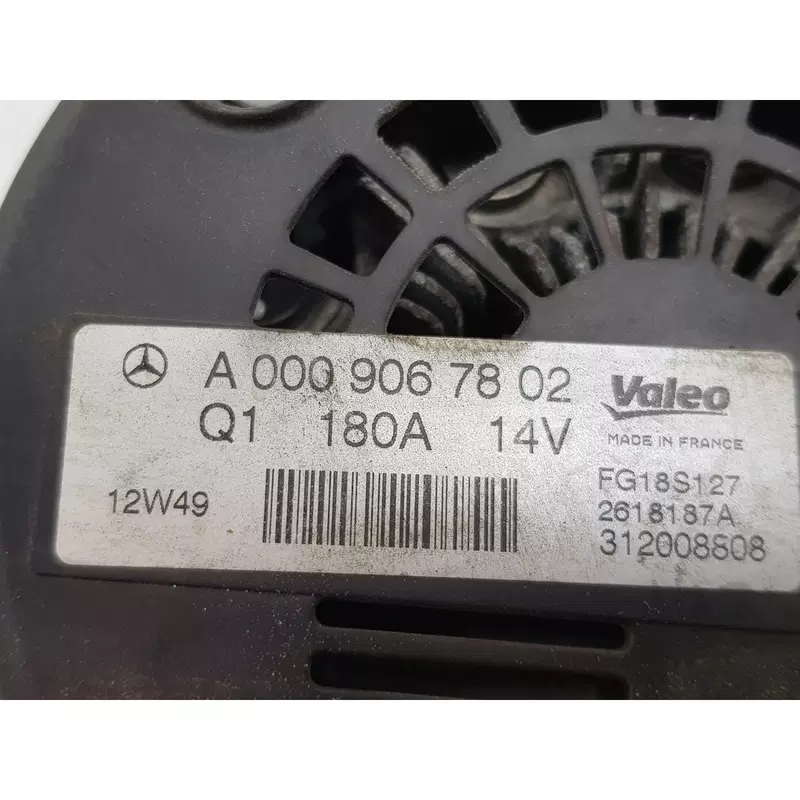 A 000 906 78 02
Q1 180A 14V
12W49
Valeo
MADE IN FRANCE
FG18S127
2618187A
312008808